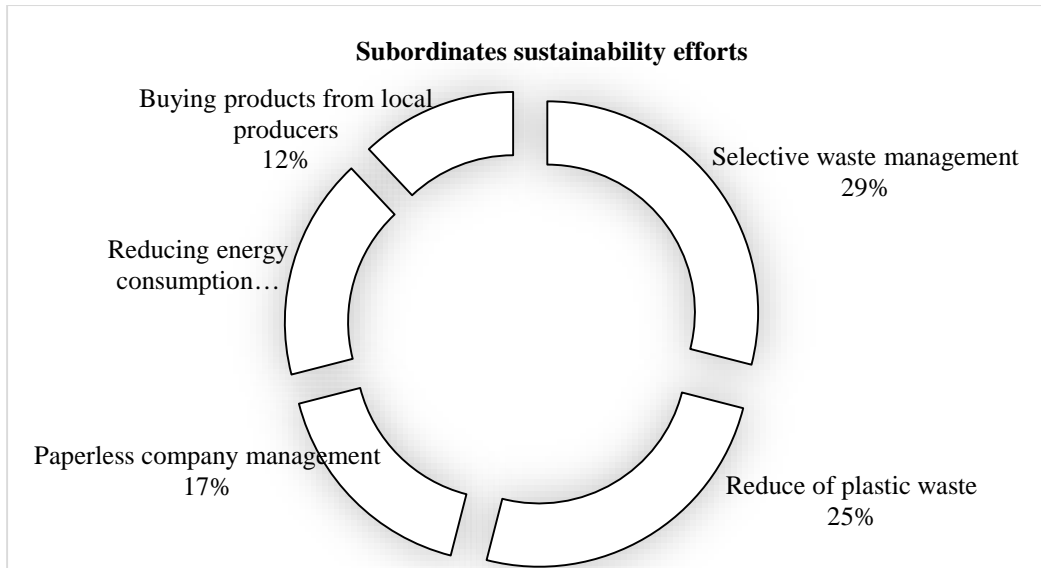 Subordinates sustainability efforts
Buying products from local
producers
12%
Selective waste management
29%
Reducing energy
consumption…
Paperless company management
17%
Reduce of plastic waste
25%